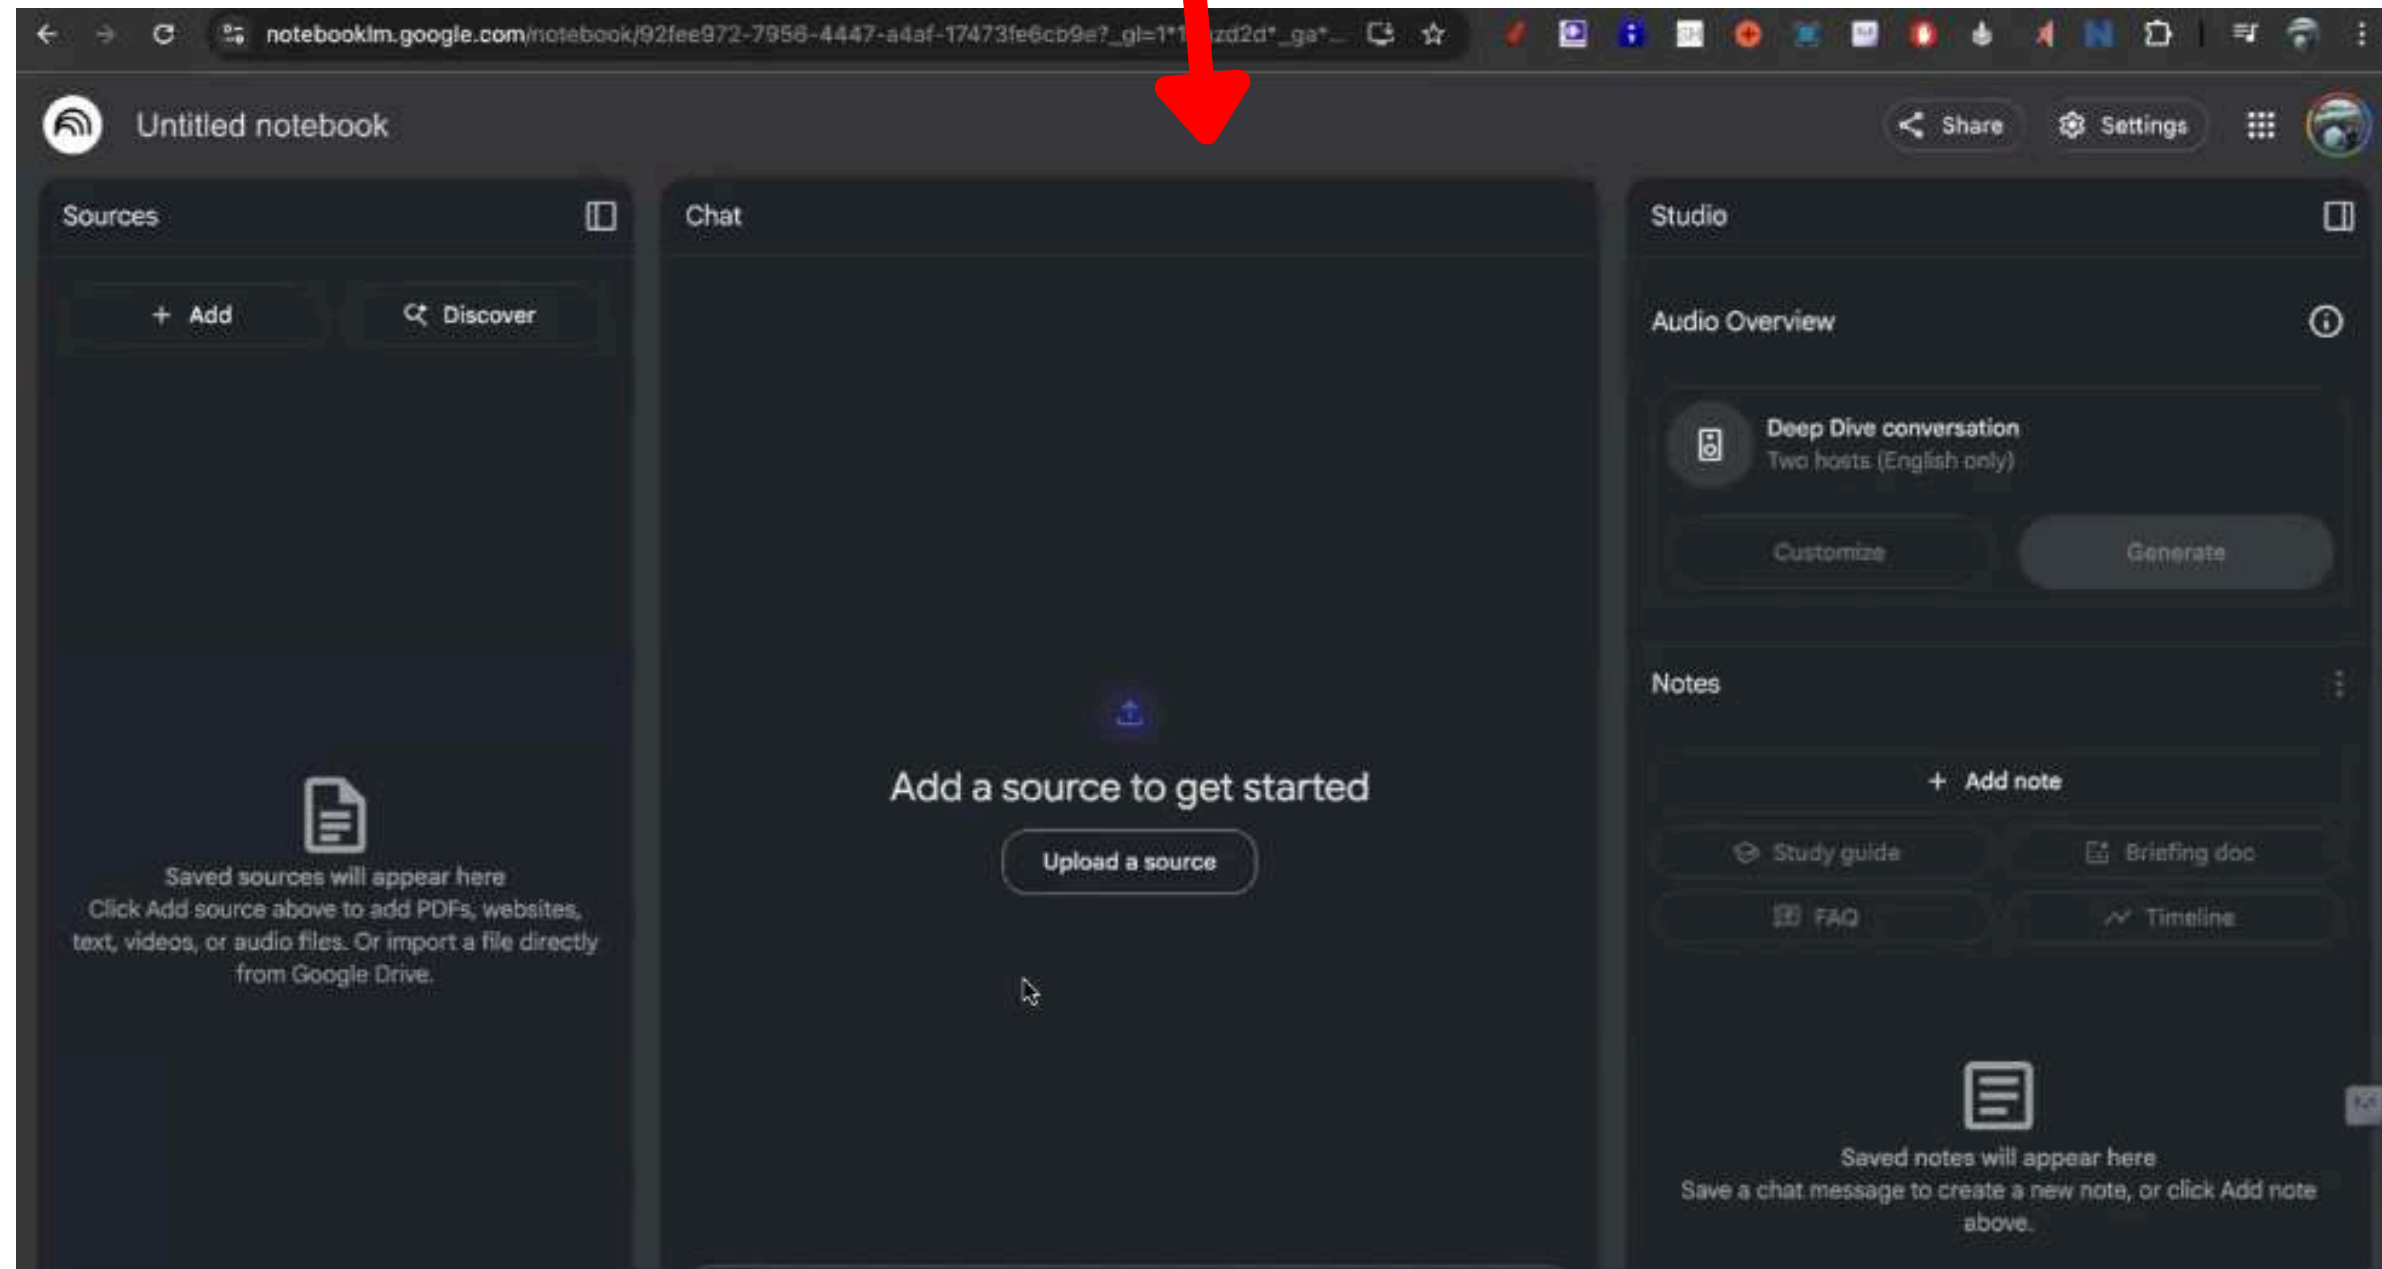 notebooklm.google.com/notebook/92fee972-7956-4447-a4af-17473fe6cb9e?_gl=1*1 zd2d*_ga*...
Untitled notebook
Share
Settings
Sources
+ Add
Discover
Saved sources will appear here
Click Add source above to add PDFs, websites,
text, videos, or audio files. Or import a file directly
from Google Drive.
Chat
Add a source to get started
Upload a source
Studio
Audio Overview
Deep Dive conversation
Two hosts (English only)
Customize
Generate
Notes
+ Add note
Study guide
Briefing doc
FAQ
Timeline
Saved notes will appear here
Save a chat message to create a new note, or click Add note
above.